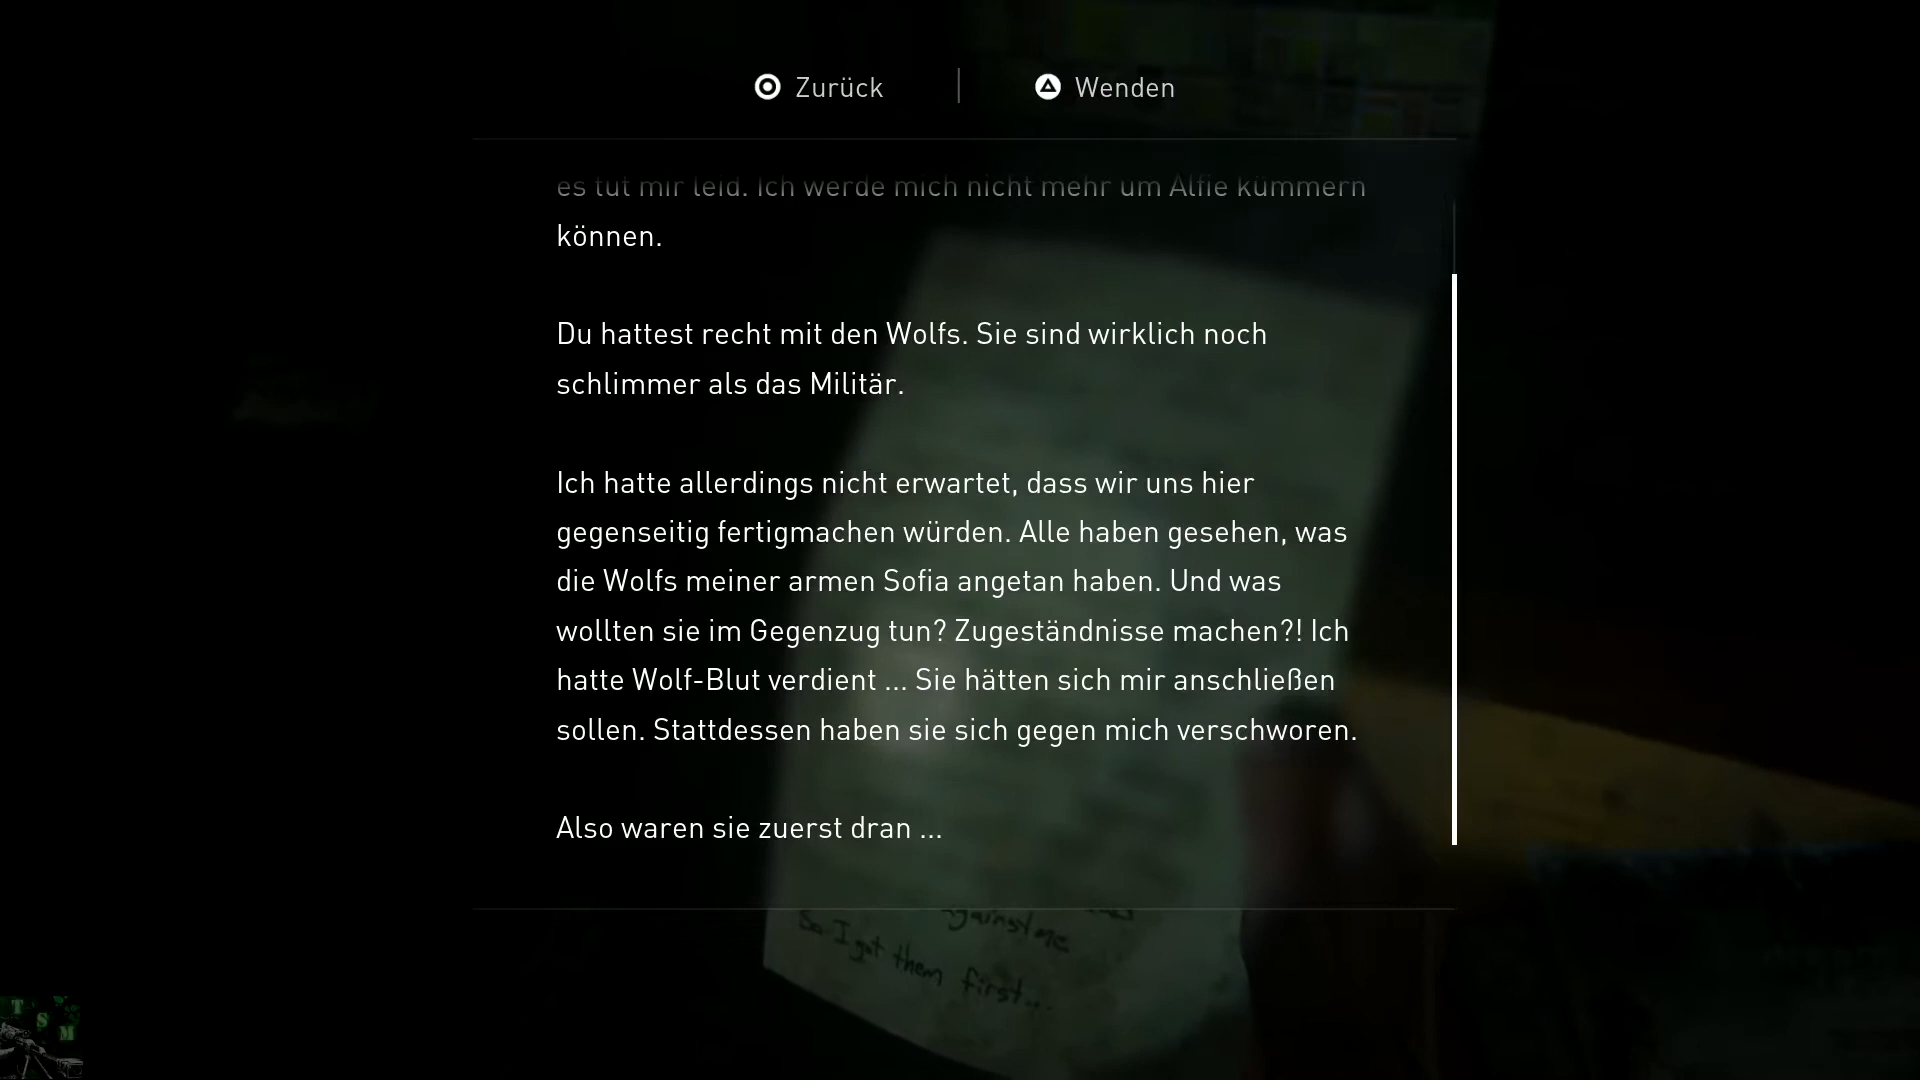 Zurück
Wenden
es tut mir leid. Ich werde mich nicht mehr um Alfie kümmern
können.
Du hattest recht mit den Wolfs. Sie sind wirklich noch
schlimmer als das Militär.
Ich hatte allerdings nicht erwartet, dass wir uns hier
gegenseitig fertigmachen würden. Alle haben gesehen, was
die Wolfs meiner armen Sofia angetan haben. Und was
wollten sie im Gegenzug tun? Zugeständnisse machen?! Ich
hatte Wolf-Blut verdient ... Sie hätten sich mir anschließen
sollen. Stattdessen haben sie sich gegen mich verschworen.
Also waren sie zuerst dran ...
against me
So I got them first...
T S M